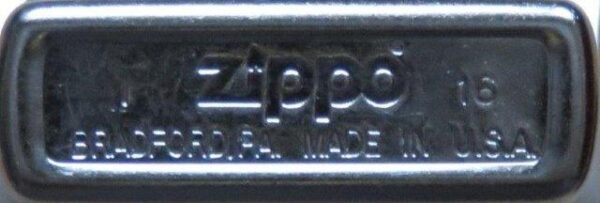 zippo 16
BRADFORD, PA. MADE IN U.S.A.